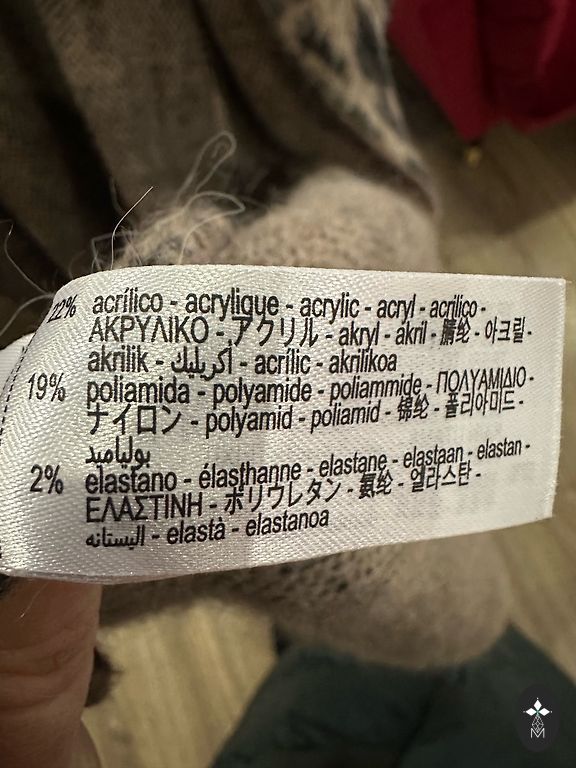 22% acrílico - acrylique - acrylic - acryl - acrilico -
ΑΚΡΥΛΙΚΟ - アクリル - akryl - akril - 腈纶 - 아크릴 -
akrilik - أكريليك - acrílic - akrilikoa
19% poliamida - polyamide - poliammide - ΠΟΛΥΑΜΙΔΙΟ -
ナイロン - polyamid - poliamid - 锦纶 - 폴리아미드 -
بولياميد
2% elastano - élasthanne - elastane - elastaan - elastan -
ΕΛΑΣΤΙΝΗ - ポリウレタン - 氨纶 - 엘라스탄 -
اليستانه - elastà - elastanoa
M